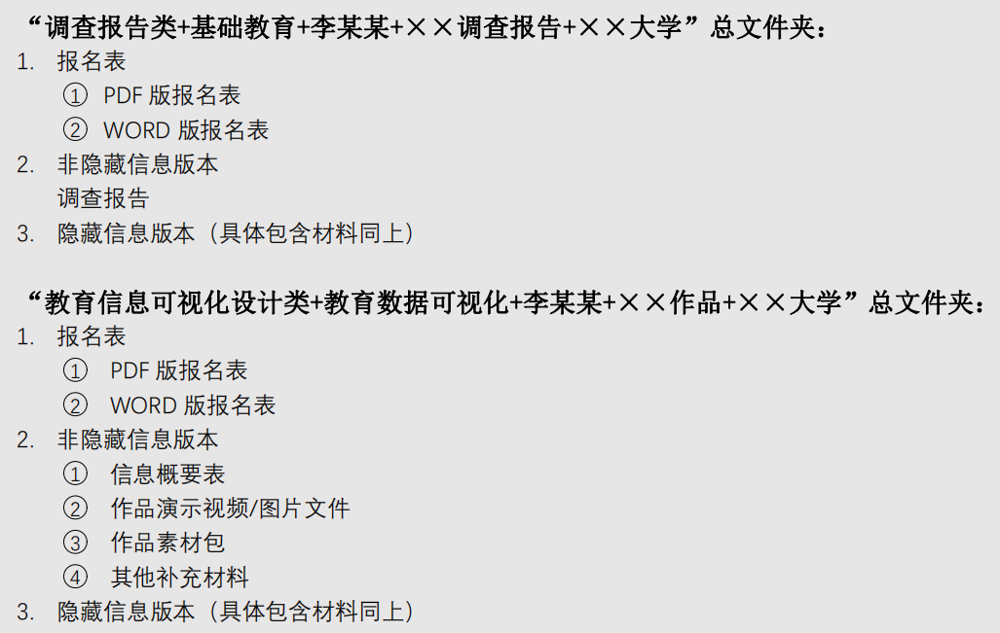 “调查报告类+基础教育+李某某+××调查报告+××大学”总文件夹：
1. 报名表
① PDF 版报名表
② WORD 版报名表
2. 非隐藏信息版本
调查报告
3. 隐藏信息版本（具体包含材料同上）
“教育信息可视化设计类+教育数据可视化+李某某+××作品+××大学”总文件夹：
1. 报名表
① PDF 版报名表
② WORD 版报名表
2. 非隐藏信息版本
① 信息概要表
② 作品演示视频/图片文件
③ 作品素材包
④ 其他补充材料
3. 隐藏信息版本（具体包含材料同上）